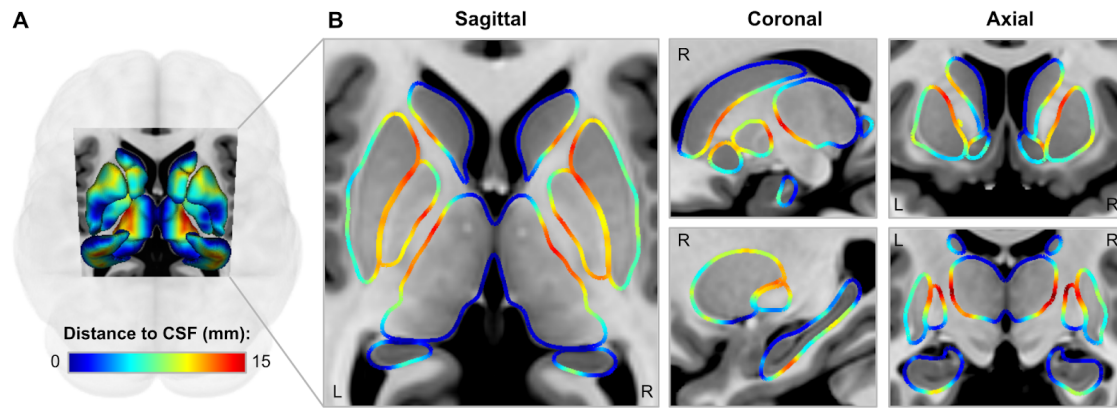 A
B
Sagittal
Coronal
Axial
R
L
R
R
L
R
L
R
Distance to CSF (mm):
0
15